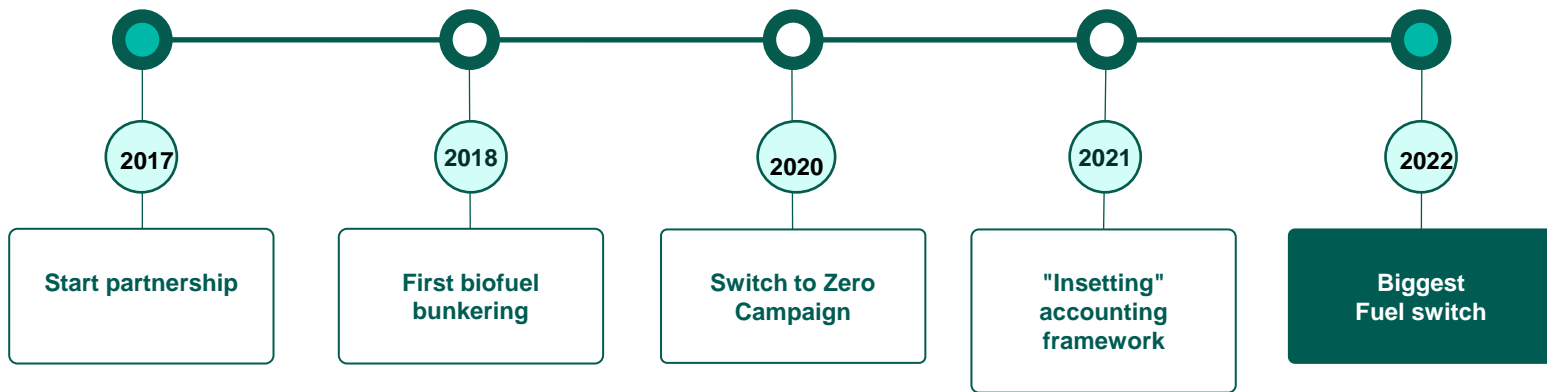 2017
2018
2020
2021
2022
Start partnership
First biofuel
bunkering
Switch to Zero
Campaign
"Insetting"
accounting
framework
Biggest
Fuel switch